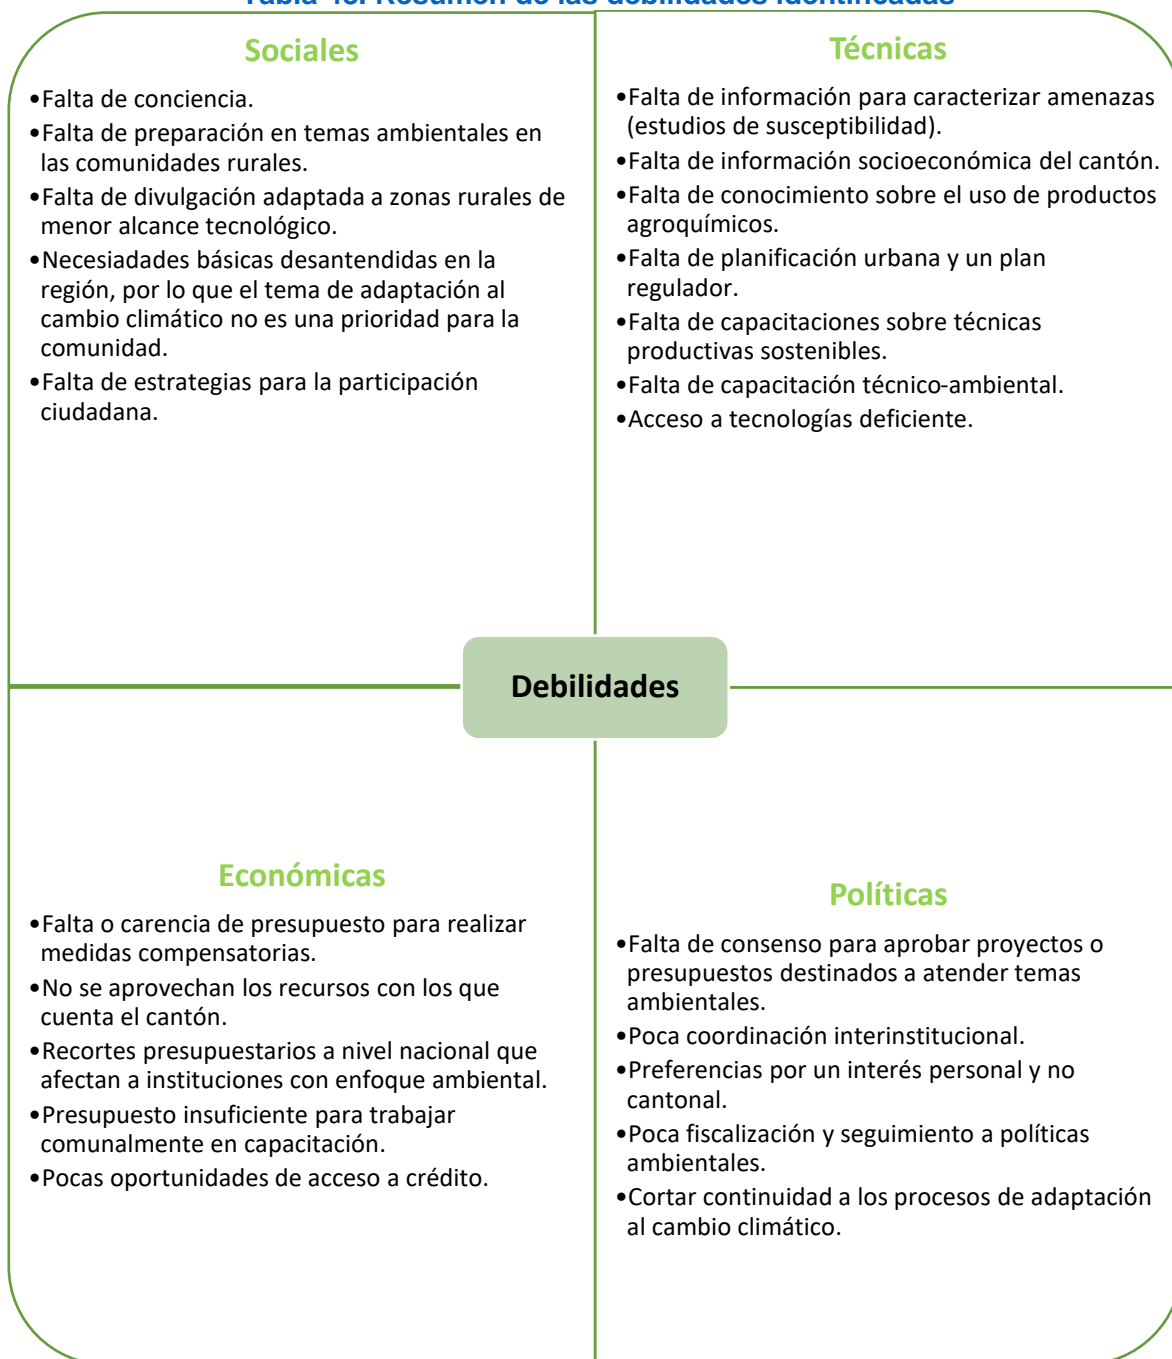 Tabla 48. Resumen de las debilidades identificadas
Sociales
•Falta de conciencia.
•Falta de preparación en temas ambientales en
las comunidades rurales.
•Falta de divulgación adaptada a zonas rurales de
menor alcance tecnológico.
•Necesiadades básicas desantendidas en la
región, por lo que el tema de adaptación al
cambio climático no es una prioridad para la
comunidad.
•Falta de estrategias para la participación
ciudadana.
Técnicas
•Falta de información para caracterizar amenazas
(estudios de susceptibilidad).
•Falta de información socioeconómica del cantón.
•Falta de conocimiento sobre el uso de productos
agroquímicos.
•Falta de planificación urbana y un plan
regulador.
•Falta de capacitaciones sobre técnicas
productivas sostenibles.
•Falta de capacitación técnico-ambiental.
•Acceso a tecnologías deficiente.
Debilidades
Económicas
•Falta o carencia de presupuesto para realizar
medidas compensatorias.
•No se aprovechan los recursos con los que
cuenta el cantón.
•Recortes presupuestarios a nivel nacional que
afectan a instituciones con enfoque ambiental.
•Presupuesto insuficiente para trabajar
comunalmente en capacitación.
•Pocas oportunidades de acceso a crédito.
Políticas
•Falta de consenso para aprobar proyectos o
presupuestos destinados a atender temas
ambientales.
•Poca coordinación interinstitucional.
•Preferencias por un interés personal y no
cantonal.
•Poca fiscalización y seguimiento a políticas
ambientales.
•Cortar continuidad a los procesos de adaptación
al cambio climático.